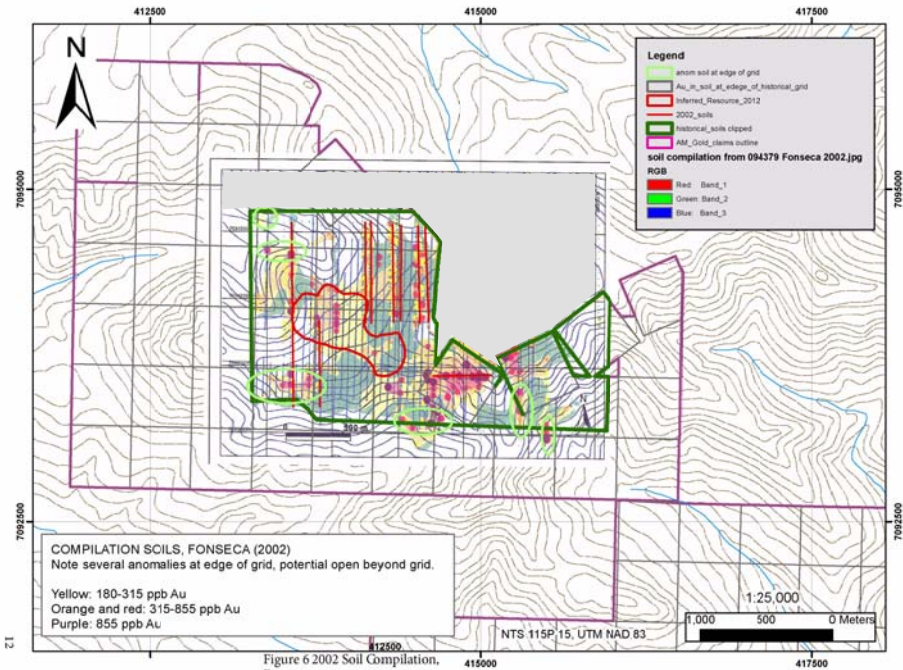 412500 415000 417500
N
Legend
anom soil at edge of grid
Au_in_soil_at_edege_of_historical_grid
Inferred_Resource_2012
2002_soils
historical_soils clipped
AM_Gold_claims outline
soil compilation from 094379 Fonseca 2002.jpg
RGB
Red: Band_1
Green: Band_2
Blue: Band_3
7095000 7095000
N
0 500 m
7092500 7092500
COMPILATION SOILS, FONSECA (2002)
Note several anomalies at edge of grid, potential open beyond grid.
Yellow: 180-315 ppb Au
Orange and red: 315-855 ppb Au
Purple: 855 ppb Au
1:25,000
1,000 500 0 Meters
NTS 115P 15, UTM NAD 83
12
412500 415000
Figure 6 2002 Soil Compilation,